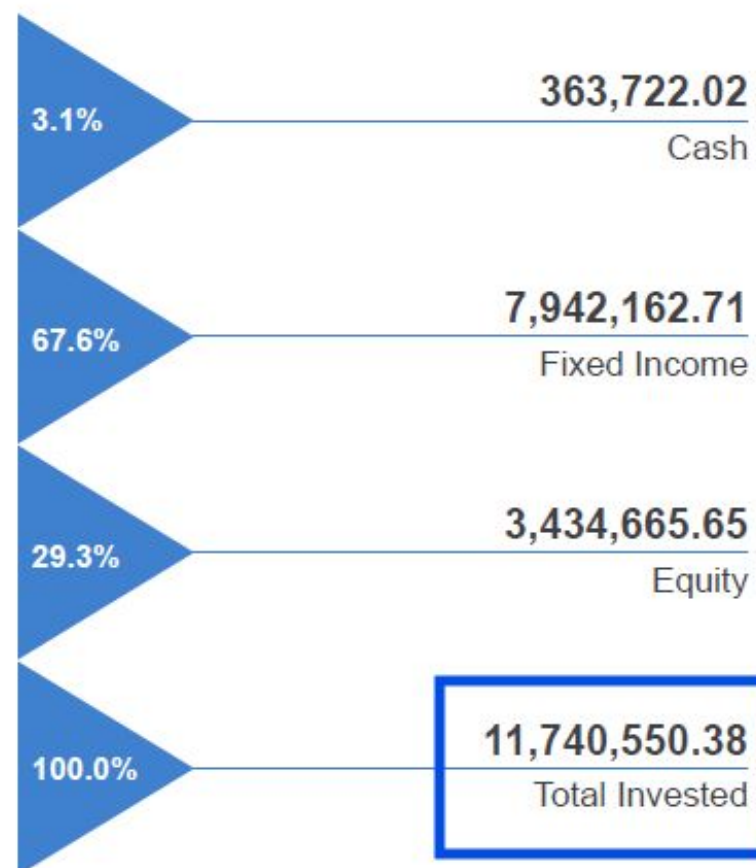 3.1%
363,722.02
Cash
67.6%
7,942,162.71
Fixed Income
29.3%
3,434,665.65
Equity
100.0%
11,740,550.38
Total Invested